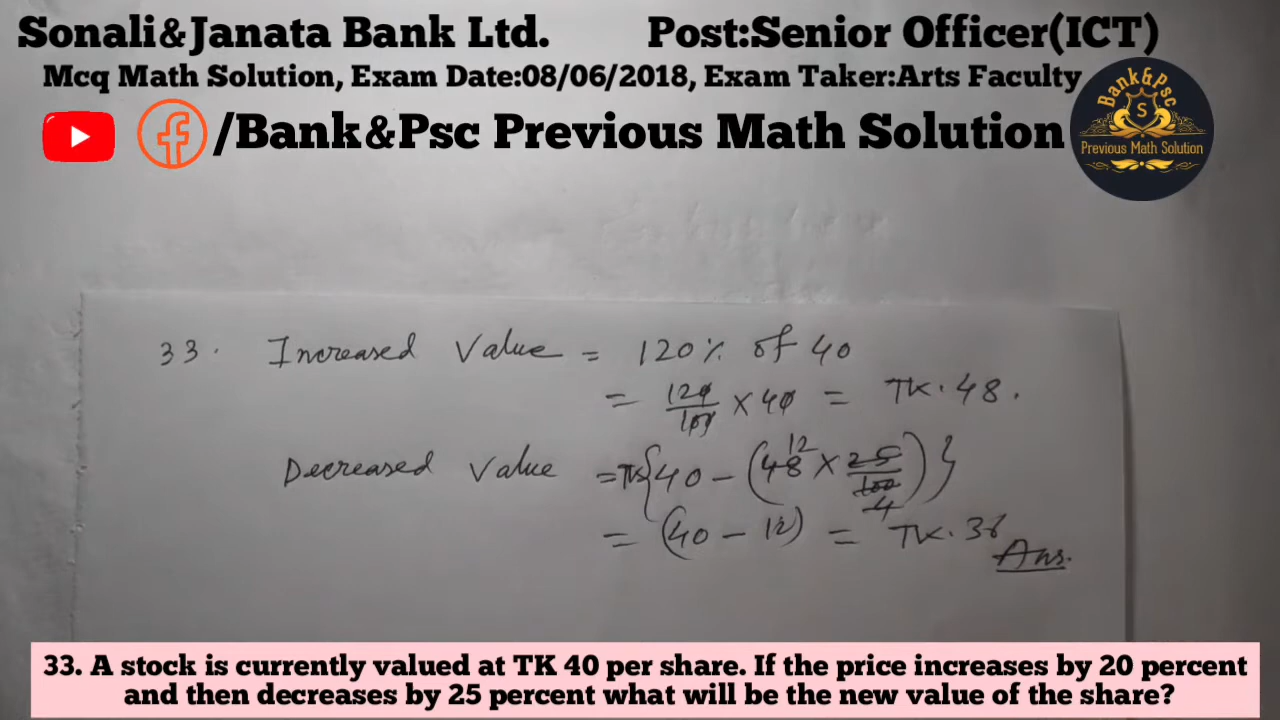 Sonali&Janata Bank Ltd. Post:Senior Officer(ICT)
Mcq Math Solution, Exam Date:08/06/2018, Exam Taker:Arts Faculty
/Bank&Psc Previous Math Solution
Bank&Psc
S
Previous Math Solution
33. Increased Value = 120% of 40
= 120/100 × 40 = TK. 48.
Decreased Value = TK{40 - (48 12 × 25/100 4)}
= (40 - 12) = TK. 36
Ans.
33. A stock is currently valued at TK 40 per share. If the price increases by 20 percent
and then decreases by 25 percent what will be the new value of the share?